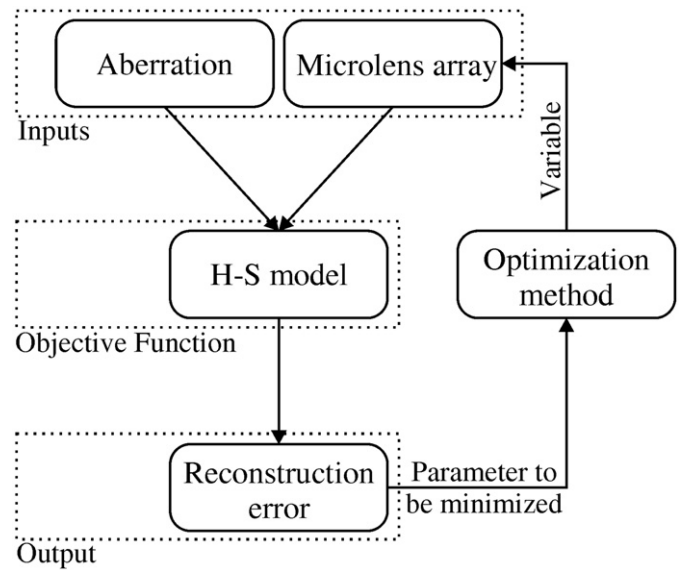 Aberration
Microlens array
Inputs
Variable
H-S model
Optimization
method
Objective Function
Reconstruction
error
Parameter to
be minimized
Output